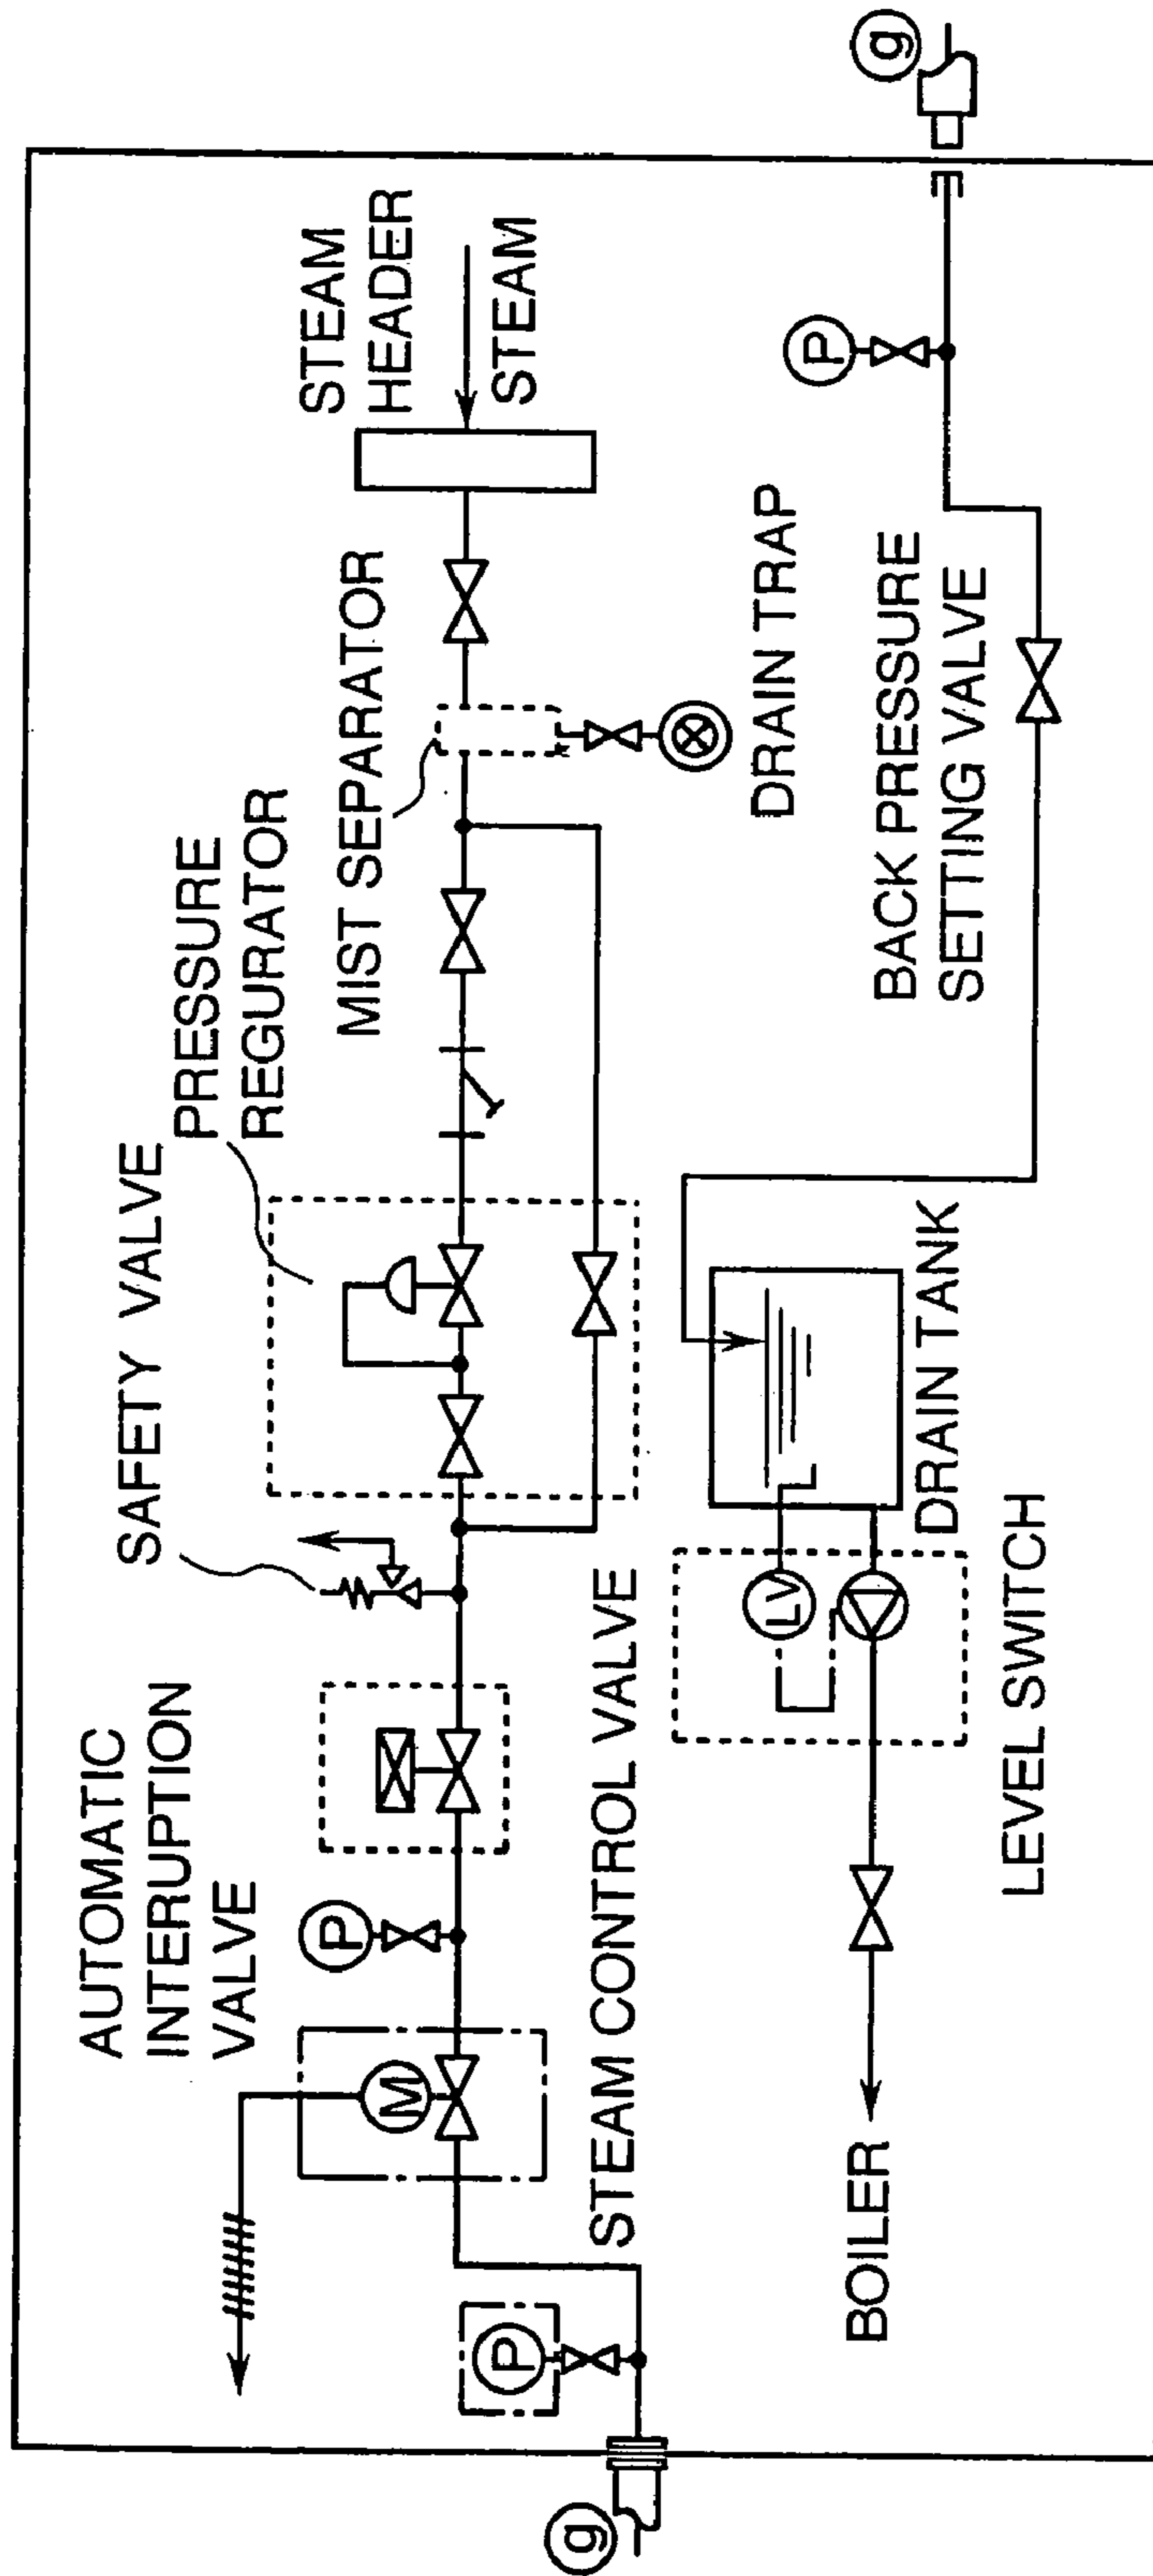 AUTOMATIC
INTERUPTION
VALVE
SAFETY VALVE
PRESSURE
REGURATOR
MIST SEPARATOR
STEAM
HEADER
STEAM
M
P
P
g
STEAM CONTROL VALVE
DRAIN TRAP
P
g
BACK PRESSURE
SETTING VALVE
LV
DRAIN TANK
BOILER
LEVEL SWITCH